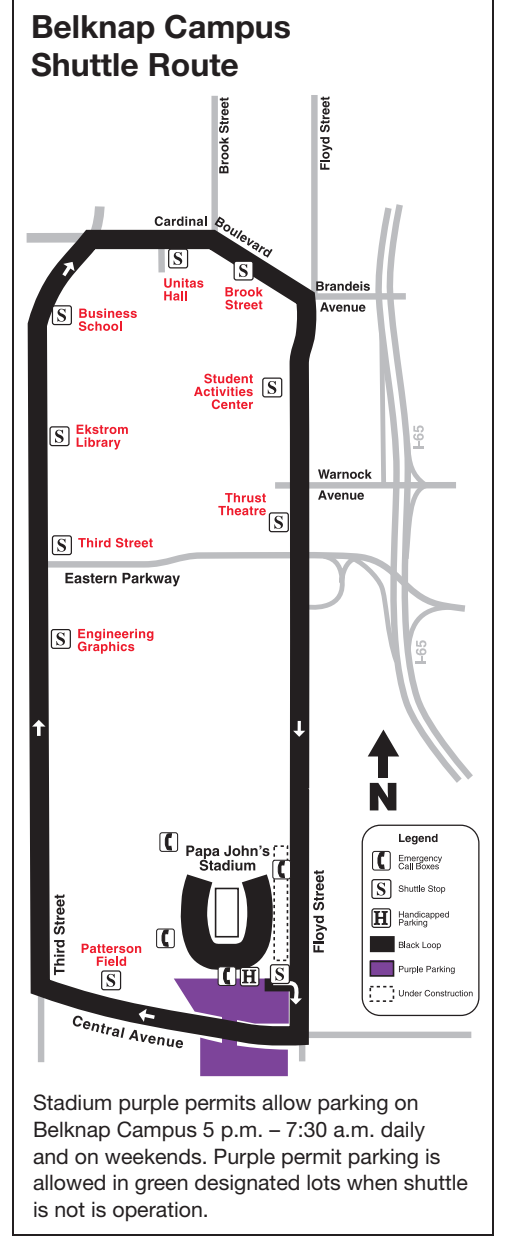 Belknap Campus
Shuttle Route
Brook Street
Floyd Street
Cardinal Boulevard
S
Unitas
Hall
S
Brook
Street
Brandeis
Avenue
S
Business
School
Student
Activities
Center
S
S
Ekstrom
Library
I-65
Warnock
Avenue
Thrust
Theatre
S
S
Third Street
Eastern Parkway
S
Engineering
Graphics
I-65
N
Papa John's
Stadium
Third Street
Floyd Street
Patterson
Field
S
H
S
Central Avenue
Legend
Emergency
Call Boxes
S
Shuttle Stop
H
Handicapped
Parking
Black Loop
Purple Parking
Under Construction
Stadium purple permits allow parking on
Belknap Campus 5 p.m. – 7:30 a.m. daily
and on weekends. Purple permit parking is
allowed in green designated lots when shuttle
is not is operation.